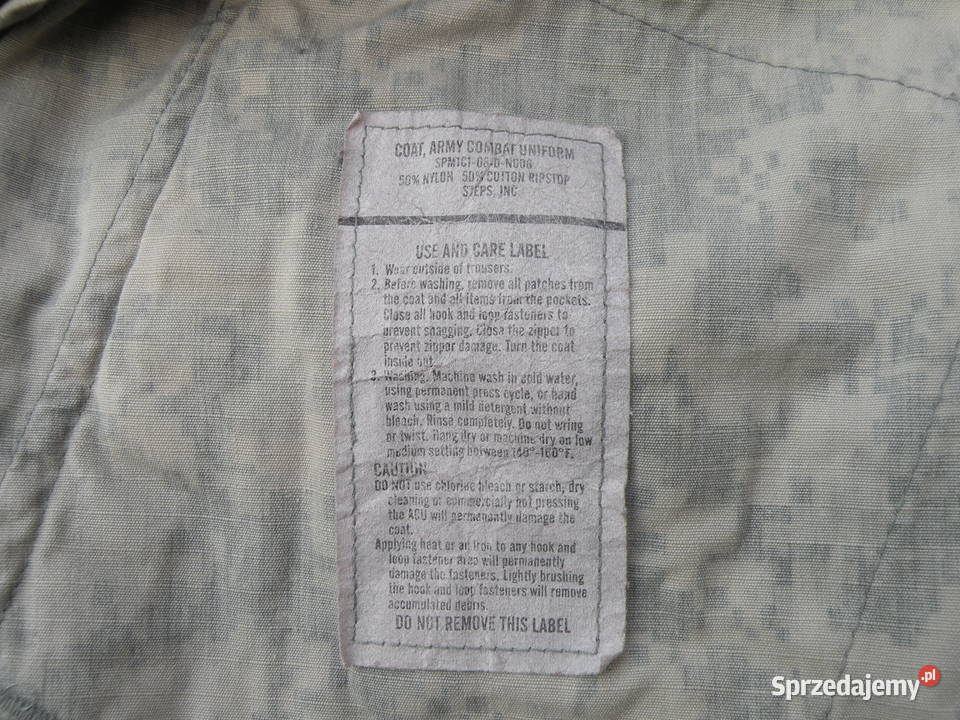 COAT, ARMY COMBAT UNIFORM
SPM1C1-06-D-N006
50% NYLON 50% COTTON RIPSTOP
STEPS, INC
USE AND CARE LABEL
1. Wear outside of trousers.
2. Before washing, remove all patches from
the coat and all items from the pockets.
Close all hook and loop fasteners to
prevent snagging. Close the zipper to
prevent zipper damage. Turn the coat
inside out.
3. Washing. Machine wash in cold water,
using permanent press cycle, or hand
wash using a mild detergent without
bleach. Rinse completely. Do not wring
or twist. Hang dry or machine dry on low
medium setting between 140°-160°F.
CAUTION
DO NOT use chlorine bleach or starch, dry
cleaning or commercially hot pressing
the ACU will permanently damage the
coat.
Applying heat or an iron to any hook and
loop fastener area will permanently
damage the fasteners. Lightly brushing
the hook and loop fasteners will remove
accumulated debris.
DO NOT REMOVE THIS LABEL
Sprzedajemy.pl